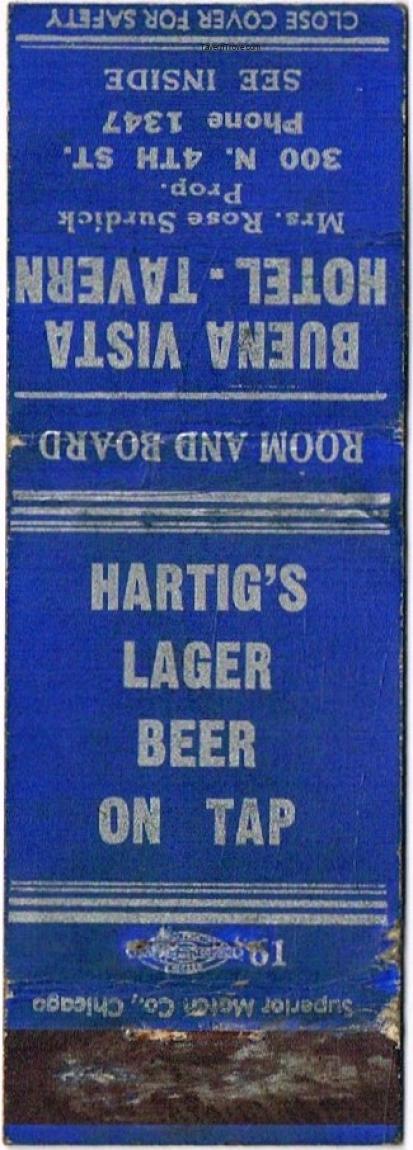 CLOSE COVER FOR SAFETY
SEE INSIDE
Phone 1347
300 N. 4TH ST.
Prop.
Mrs. Rose Surdick
HOTEL - TAVERN
BUENA VISTA
ROOM AND BOARD
HARTIG'S
LAGER
BEER
ON TAP
19
Superior Match Co., Chicago